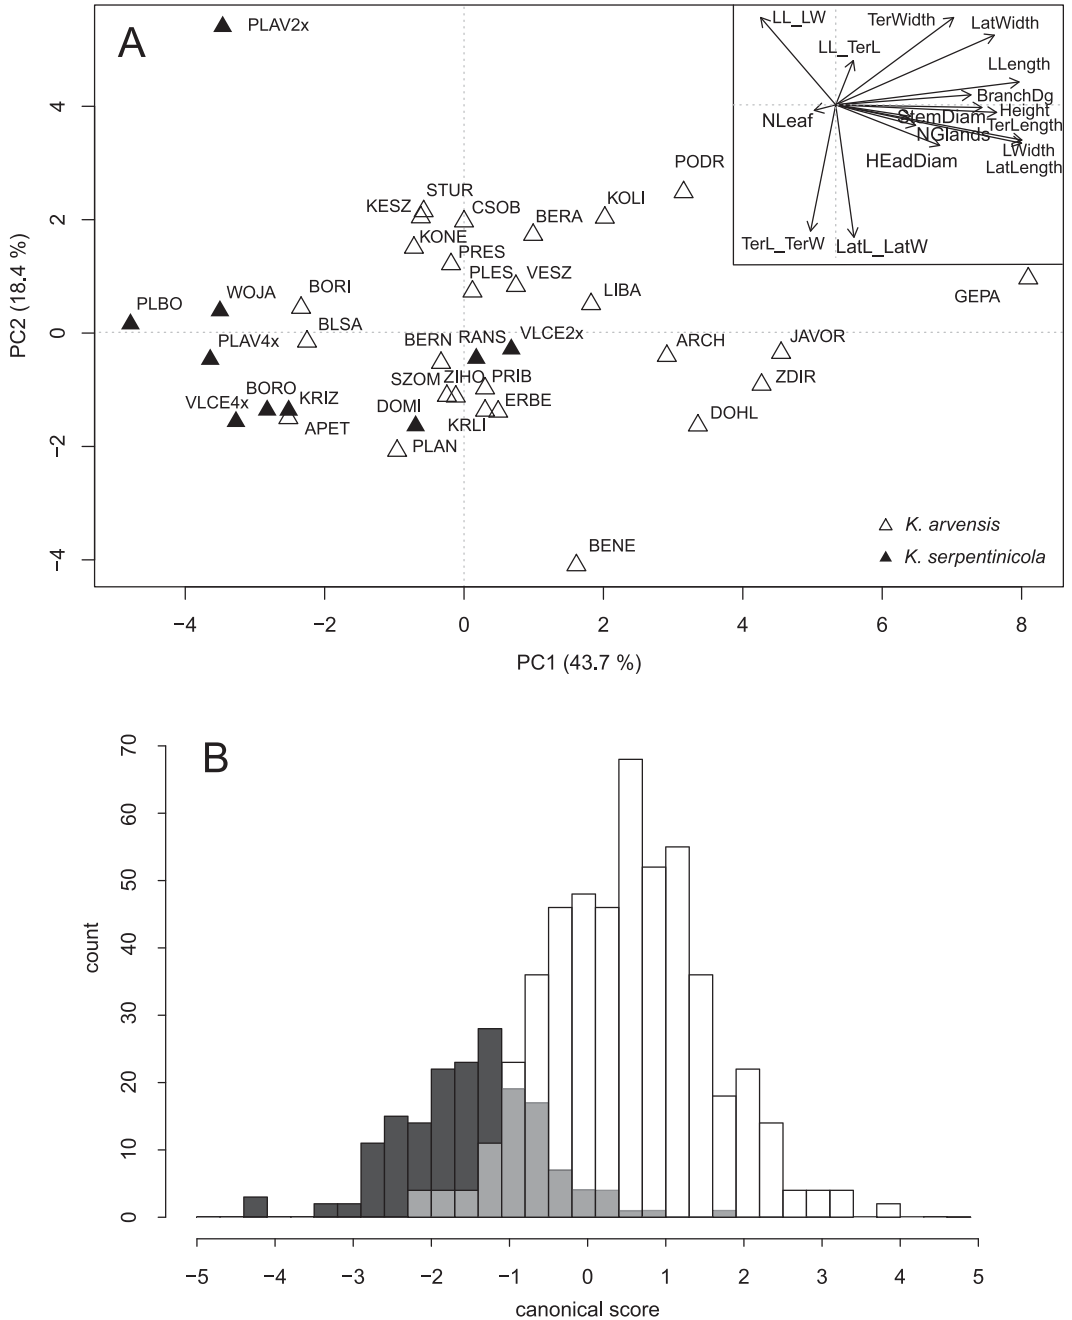 A
PLAV2x
LL_LW
TerWidth
LatWidth
LL_TerL
LLength
BranchDg
NLeaf
StemDiam
Height
TerLength
NGlands
HEadDiam
LWidth
LatLength
TerL_TerW
LatL_LatW
PODR
KOLI
STUR
KESZ
CSOB
BERA
KONE
PRES
PLES
VESZ
LIBA
GEPA
PLBO
WOJA
BORI
BLSA
PLAV4x
BERN
RANS
VLCE2x
ARCH
JAVOR
SZOM
ZIHO
PRIB
ZDIR
VLCE4x
BORO
KRIZ
APET
DOMI
KRLI
ERBE
DOHL
PLAN
BENE
K. arvensis
K. serpentinicola
4
2
0
−2
−4
PC2 (18.4 %)
−4 −2 0 2 4 6 8
PC1 (43.7 %)
B
70
60
50
40
30
20
10
0
count
−5 −4 −3 −2 −1 0 1 2 3 4 5
canonical score